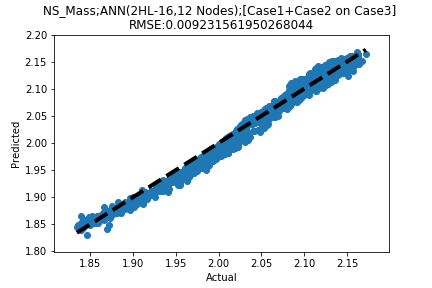 NS_Mass;ANN(2HL-16,12 Nodes);[Case1+Case2 on Case3]
RMSE:0.009231561950268044
2.20
2.15
2.10
2.05
2.00
1.95
1.90
1.85
1.80
Predicted
1.85 1.90 1.95 2.00 2.05 2.10 2.15
Actual